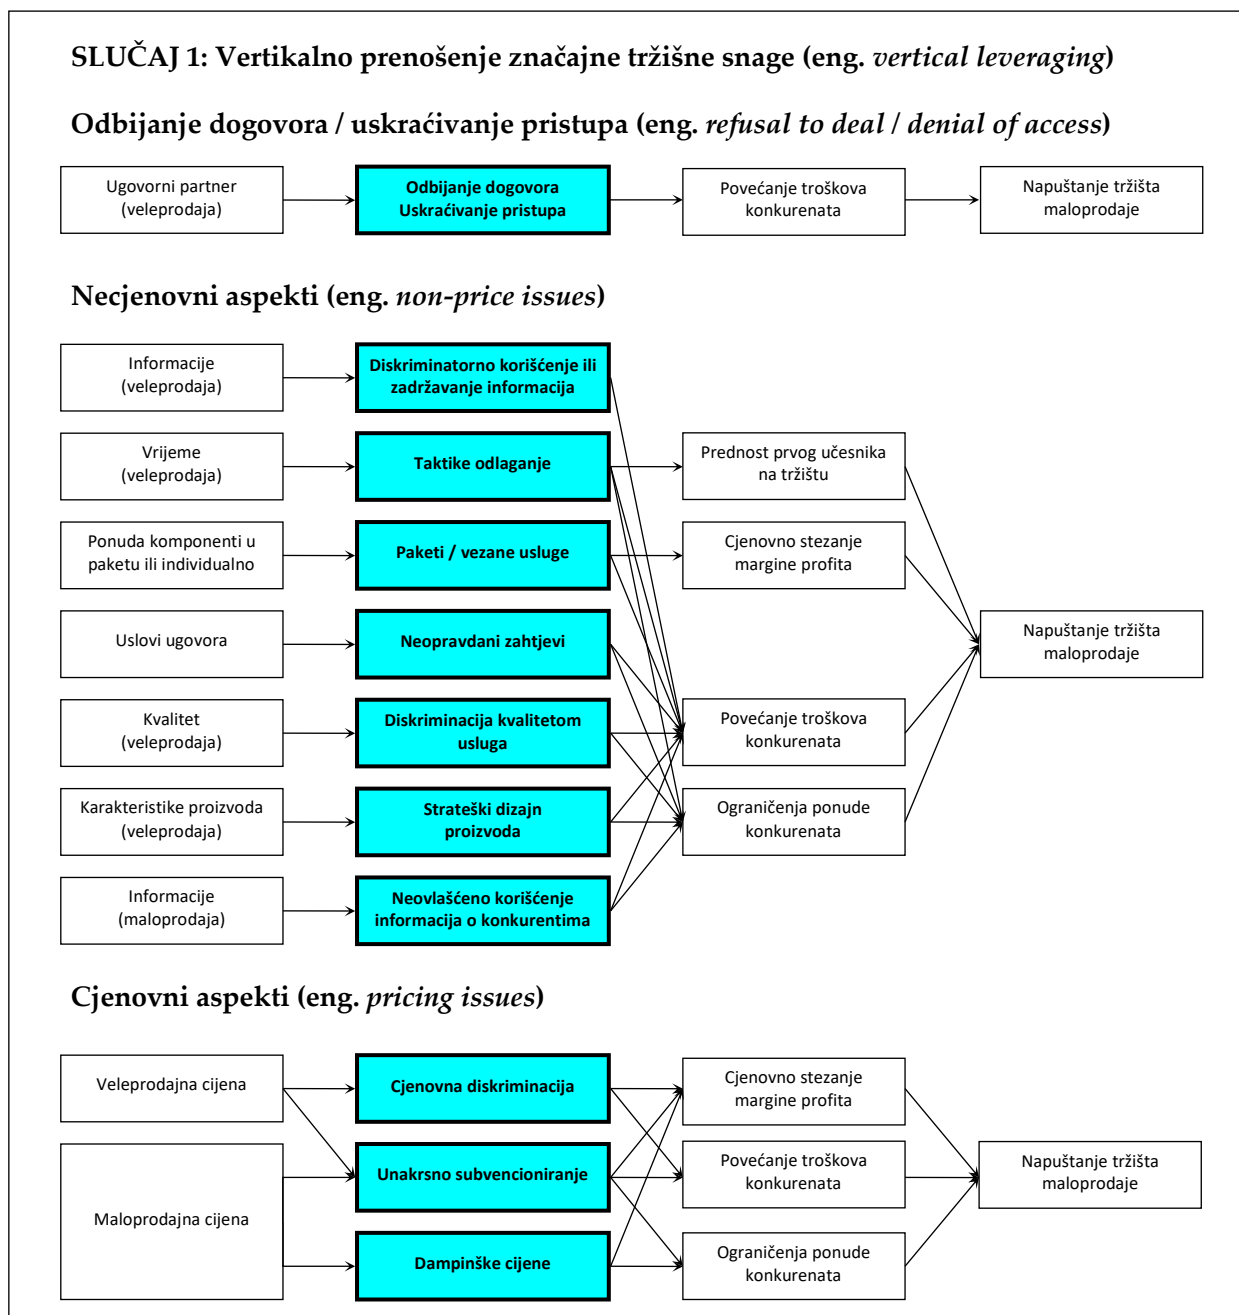 SLUČAJ 1: Vertikalno prenošenje značajne tržišne snage (eng. vertical leveraging)
Odbijanje dogovora / uskraćivanje pristupa (eng. refusal to deal / denial of access)
Ugovorni partner
(veleprodaja)
Odbijanje dogovora
Uskraćivanje pristupa
Povećanje troškova
konkurenata
Napuštanje tržišta
maloprodaje
Necjenovni aspekti (eng. non-price issues)
Informacije
(veleprodaja)
Diskriminatorno korišćenje ili
zadržavanje informacija
Vrijeme
(veleprodaja)
Taktike odlaganje
Prednost prvog učesnika
na tržištu
Ponuda komponenti u
paketu ili individualno
Paketi / vezane usluge
Cjenovno stezanje
margine profita
Uslovi ugovora
Neopravdani zahtjevi
Napuštanje tržišta
maloprodaje
Kvalitet
(veleprodaja)
Diskriminacija kvalitetom
usluga
Povećanje troškova
konkurenata
Karakteristike proizvoda
(veleprodaja)
Strateški dizajn
proizvoda
Ograničenja ponude
konkurenata
Informacije
(maloprodaja)
Neovlašćeno korišćenje
informacija o konkurentima
Cjenovni aspekti (eng. pricing issues)
Veleprodajna cijena
Cjenovna diskriminacija
Cjenovno stezanje
margine profita
Maloprodajna cijena
Unakrsno subvencioniranje
Povećanje troškova
konkurenata
Napuštanje tržišta
maloprodaje
Dampinške cijene
Ograničenja ponude
konkurenata